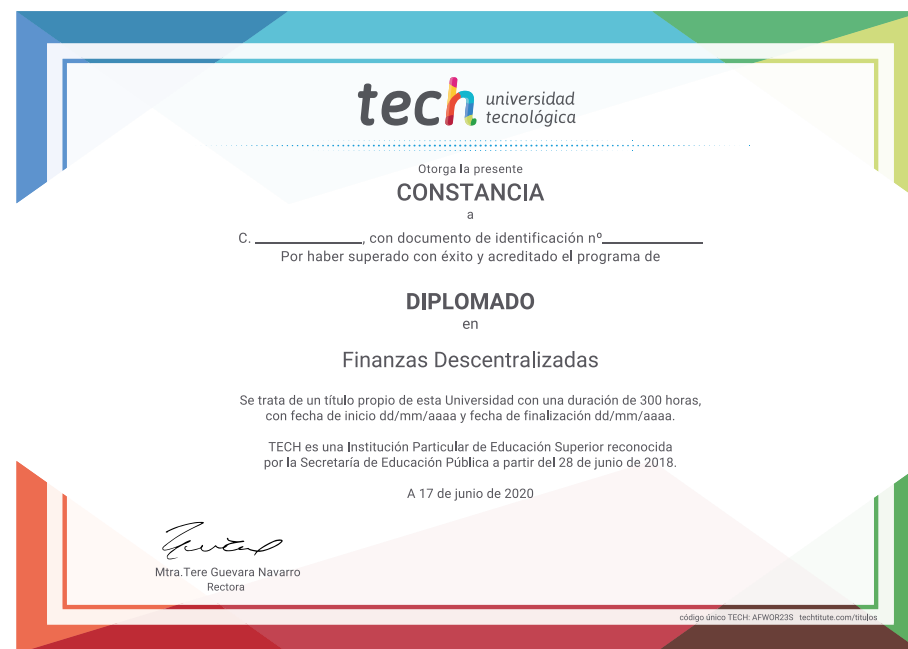 tech universidad
tecnológica
Otorga la presente
CONSTANCIA
a
C. ______________, con documento de identificación nº_____________
Por haber superado con éxito y acreditado el programa de
DIPLOMADO
en
Finanzas Descentralizadas
Se trata de un título propio de esta Universidad con una duración de 300 horas,
con fecha de inicio dd/mm/aaaa y fecha de finalización dd/mm/aaaa.
TECH es una Institución Particular de Educación Superior reconocida
por la Secretaría de Educación Pública a partir del 28 de junio de 2018.
A 17 de junio de 2020
Mtra.Tere Guevara Navarro
Rectora
código único TECH: AFWOR23S techtitute.com/titulos